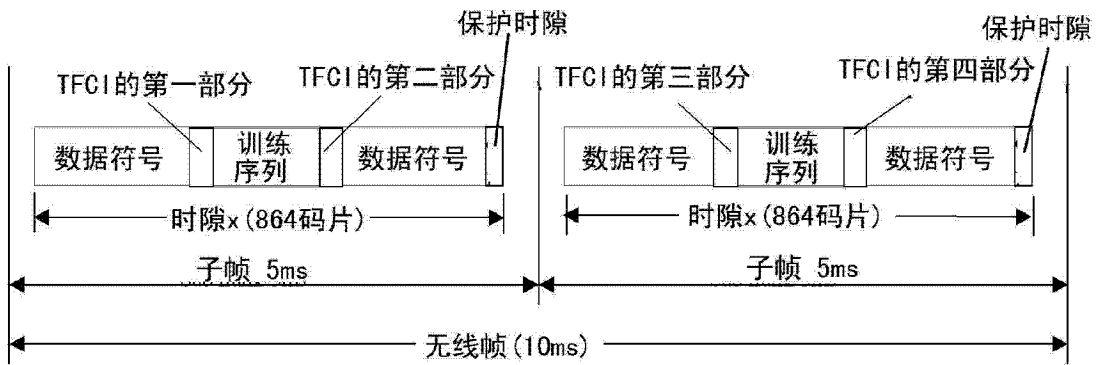 保护时隙
保护时隙
TFCI的第一部分
TFCI的第二部分
TFCI的第三部分
TFCI的第四部分
数据符号
训练
序列
数据符号
数据符号
训练
序列
数据符号
时隙x(864码片)
时隙x(864码片)
子帧 5ms
子帧 5ms
无线帧(10ms)